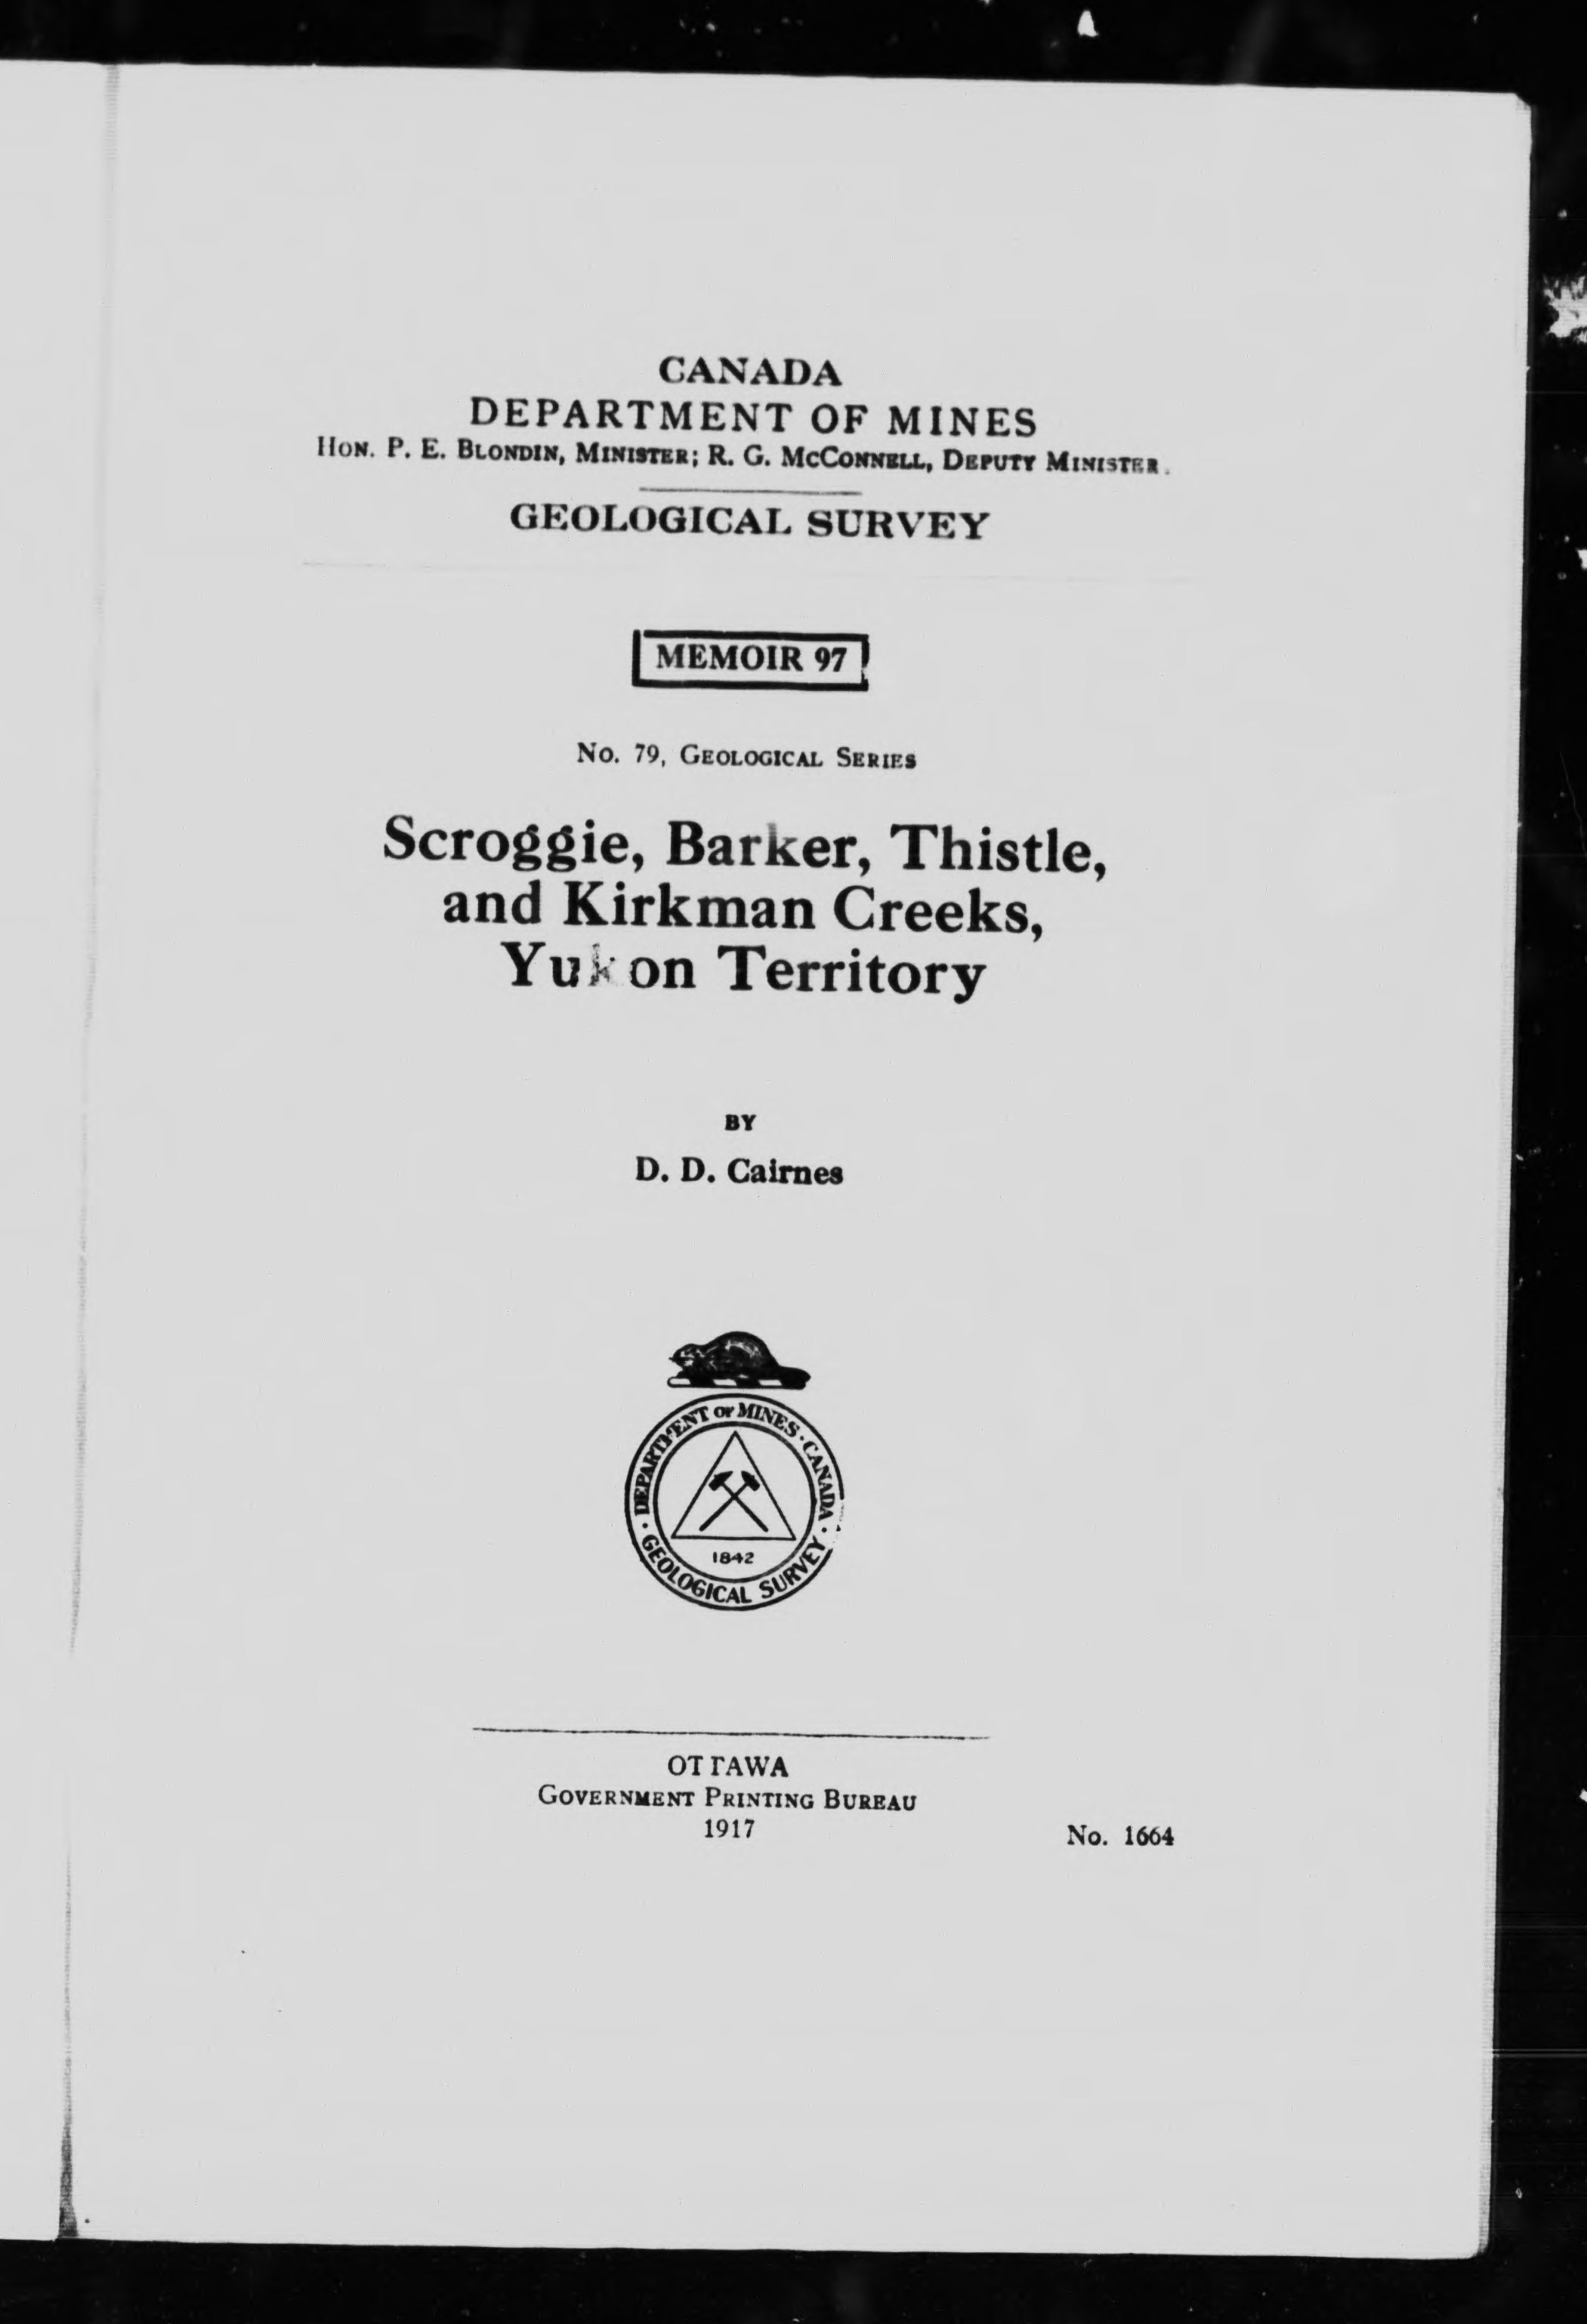 CANADA
DEPARTMENT OF MINES
HON. P. E. BLONDIN, MINISTER; R. G. MCCONNELL, DEPUTY MINISTER.
GEOLOGICAL SURVEY
MEMOIR 97
No. 79, GEOLOGICAL SERIES
Scroggie, Barker, Thistle,
and Kirkman Creeks,
Yukon Territory
BY
D. D. Cairnes
DEPARTMENT OF MINES · CANADA ·
· GEOLOGICAL SURVEY ·
1842
OTTAWA
GOVERNMENT PRINTING BUREAU
1917
No. 1664